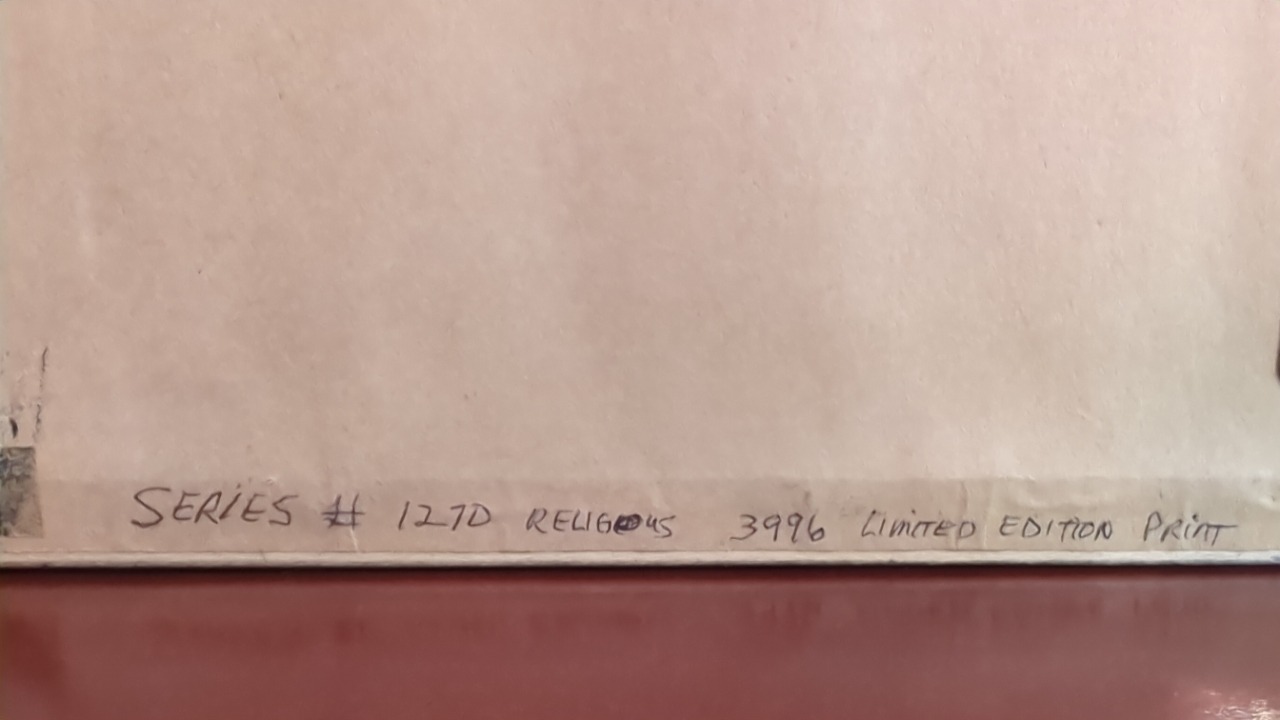 SERIES # 127D RELIGOUS 3996 LIMITED EDITION PRINT